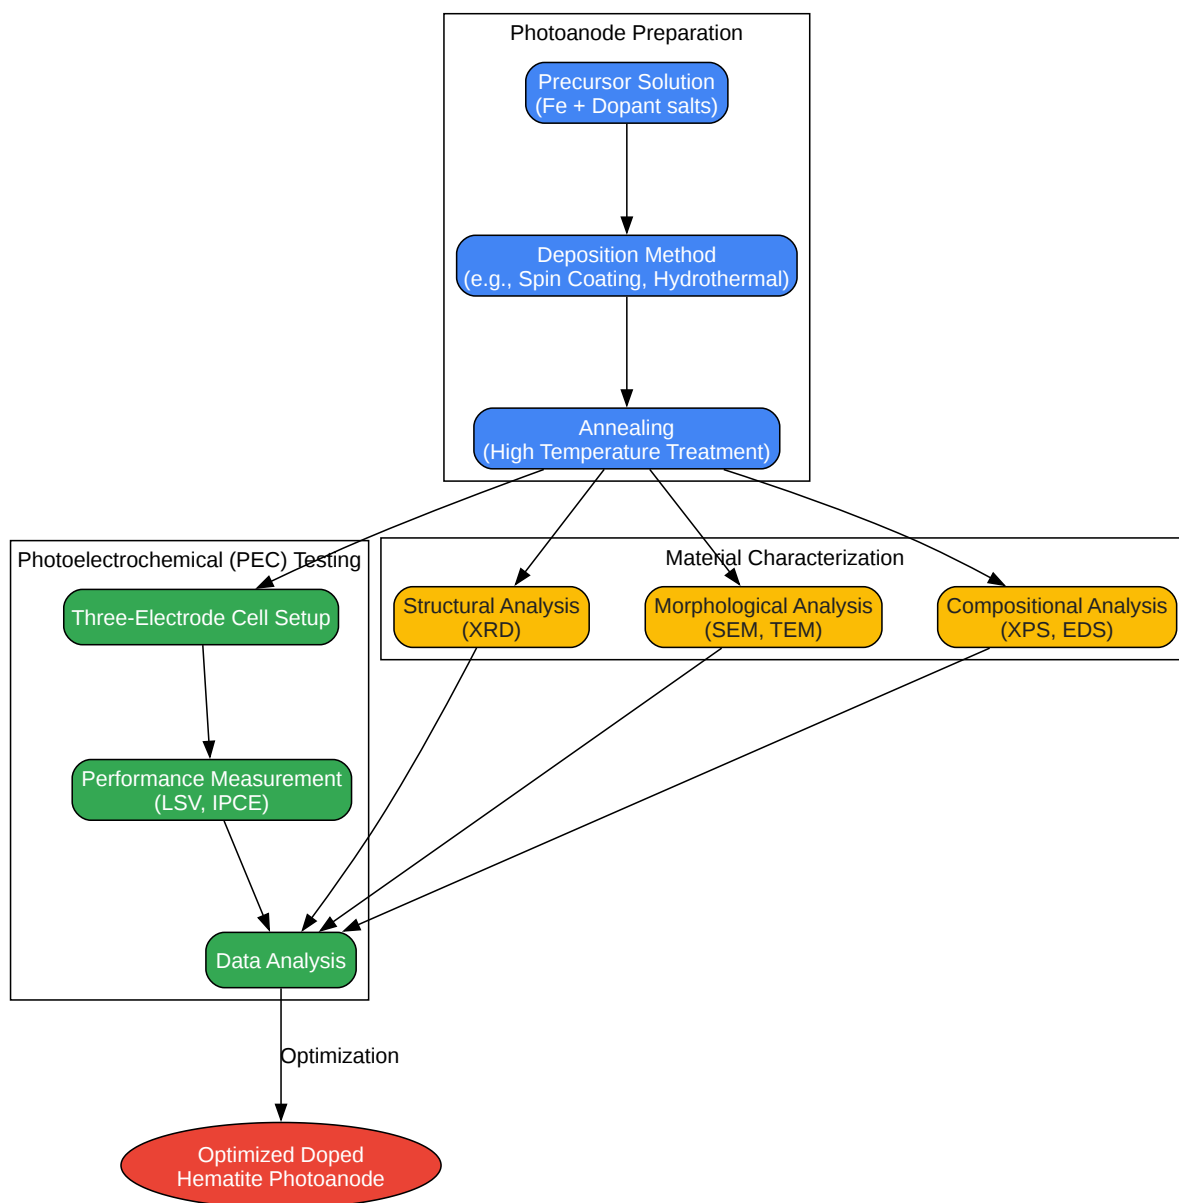 Photoanode Preparation
Precursor Solution
(Fe + Dopant salts)
Deposition Method
(e.g., Spin Coating, Hydrothermal)
Annealing
(High Temperature Treatment)
Photoelectrochemical (PEC) Testing
Material Characterization
Three-Electrode Cell Setup
Structural Analysis
(XRD)
Morphological Analysis
(SEM, TEM)
Compositional Analysis
(XPS, EDS)
Performance Measurement
(LSV, IPCE)
Data Analysis
Optimization
Optimized Doped
Hematite Photoanode